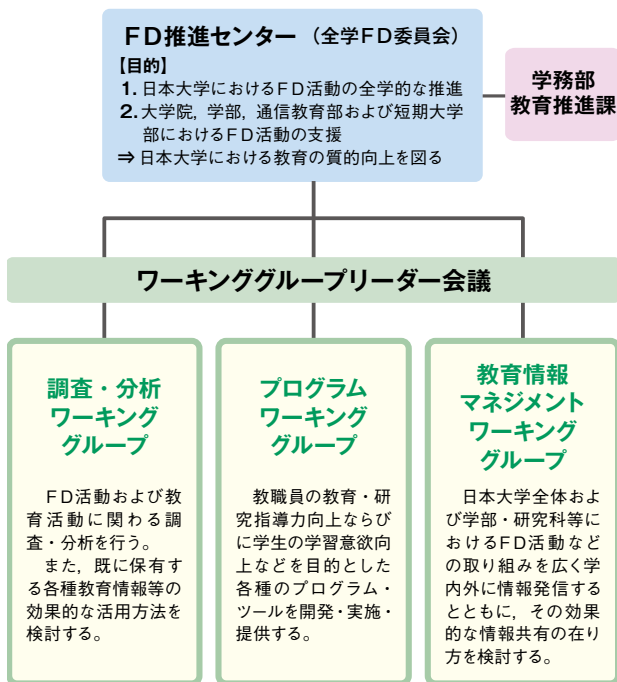 FD推進センター（全学FD委員会）
【目的】
1. 日本大学におけるFD活動の全学的な推進
2. 大学院，学部，通信教育部および短期大学
部におけるFD活動の支援
⇒ 日本大学における教育の質的向上を図る
学務部
教育推進課
ワーキンググループリーダー会議
調査・分析
ワーキング
グループ
FD活動および教
育活動に関わる調
査・分析を行う。
また，既に保有す
る各種教育情報等の
効果的な活用方法を
検討する。
プログラム
ワーキング
グループ
教職員の教育・研
究指導力向上ならび
に学生の学習意欲向
上などを目的とした
各種のプログラム・
ツールを開発・実施・
提供する。
教育情報
マネジメント
ワーキング
グループ
日本大学全体およ
び学部・研究科等に
おけるFD活動など
の取り組みを広く学
内外に情報発信する
とともに，その効果
的な情報共有の在り
方を検討する。